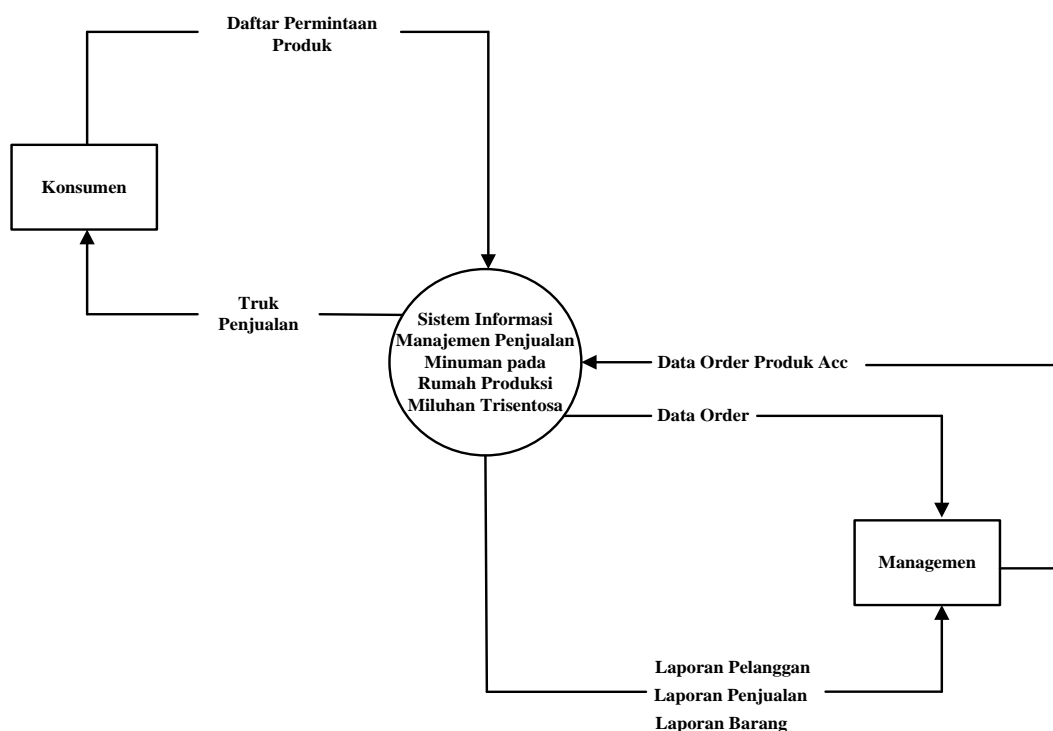 Daftar Permintaan
Produk
Konsumen
Truk
Penjualan
Sistem Informasi
Manajemen Penjualan
Minuman pada
Rumah Produksi
Miluhan Trisentosa
Data Order Produk Acc
Data Order
Managemen
Laporan Pelanggan
Laporan Penjualan
Laporan Barang